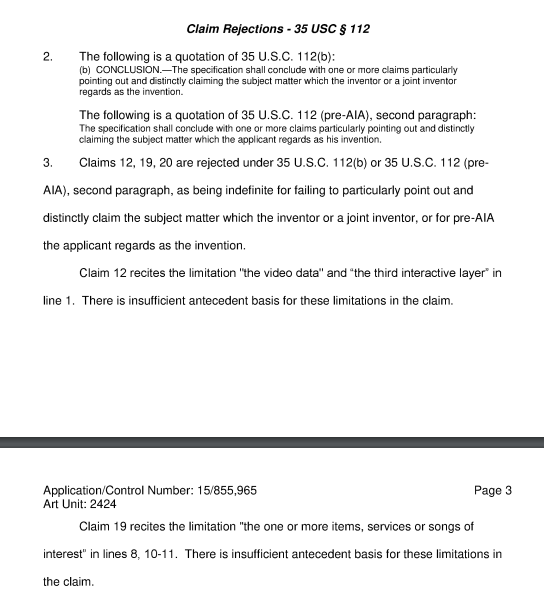 Claim Rejections - 35 USC § 112
2. The following is a quotation of 35 U.S.C. 112(b):
(b) CONCLUSION.—The specification shall conclude with one or more claims particularly
pointing out and distinctly claiming the subject matter which the inventor or a joint inventor
regards as the invention.
The following is a quotation of 35 U.S.C. 112 (pre-AIA), second paragraph:
The specification shall conclude with one or more claims particularly pointing out and distinctly
claiming the subject matter which the applicant regards as his invention.
3. Claims 12, 19, 20 are rejected under 35 U.S.C. 112(b) or 35 U.S.C. 112 (pre-
AIA), second paragraph, as being indefinite for failing to particularly point out and
distinctly claim the subject matter which the inventor or a joint inventor, or for pre-AIA
the applicant regards as the invention.
Claim 12 recites the limitation "the video data" and “the third interactive layer” in
line 1. There is insufficient antecedent basis for these limitations in the claim.
Application/Control Number: 15/855,965 Page 3
Art Unit: 2424
Claim 19 recites the limitation "the one or more items, services or songs of
interest” in lines 8, 10-11. There is insufficient antecedent basis for these limitations in
the claim.